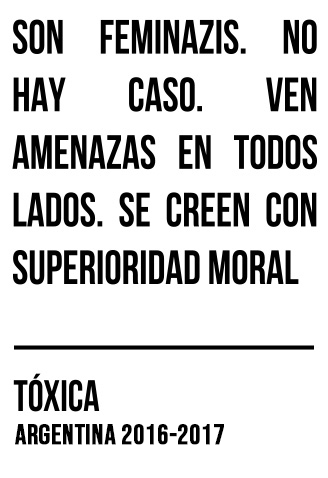 SON FEMINAZIS. NO
HAY CASO. VEN
AMENAZAS EN TODOS
LADOS. SE CREEN CON
SUPERIORIDAD MORAL
TÓXICA
ARGENTINA 2016-2017